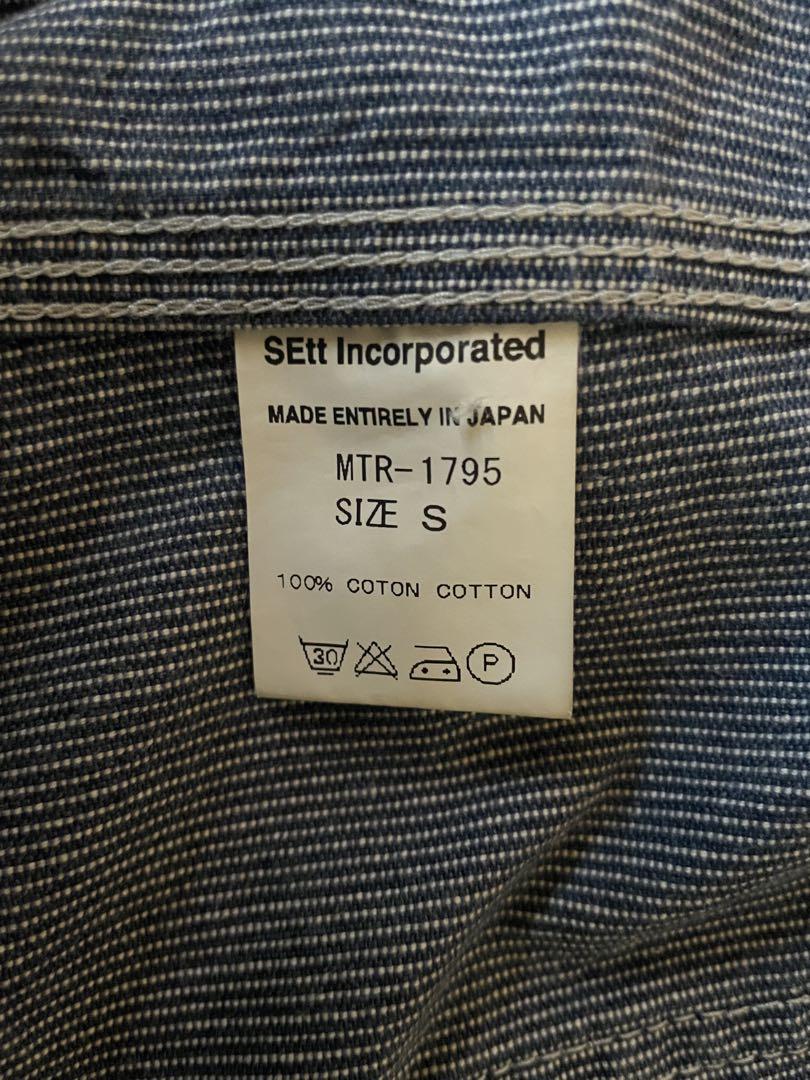 SEtt Incorporated
MADE ENTIRELY IN JAPAN
MTR-1795
SIZE S
100% COTON COTTON
30 P